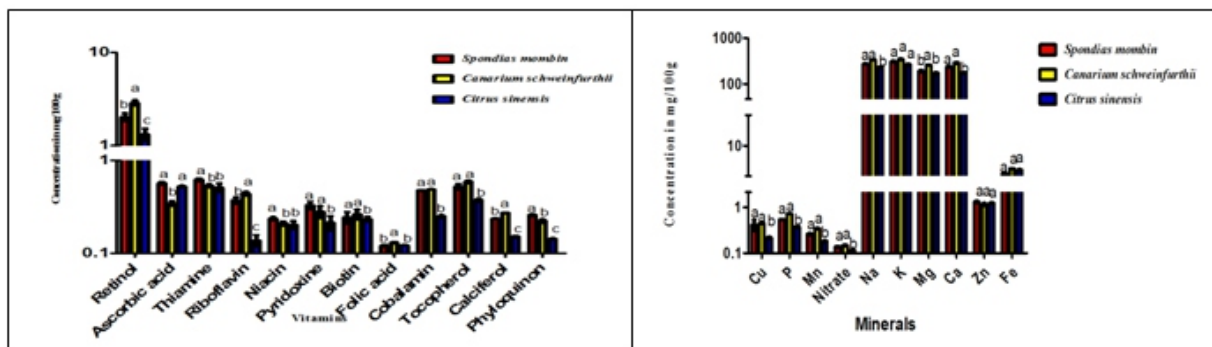 10
1
1
0.1
Concentration in mg/100g
Spondias mombin
Canarium schweinfurthii
Citrus sinensis
b a c
a b a
a b b
a
b a c
a b b
a a b
a a b
b a b
a a b
a a b
b a c
a b c
Retinol
Ascorbic acid
Thiamine
Riboflavin
Niacin
Pyridoxine
Biotin
Folic acid
Cobalamin
Tocopherol
Calciferol
Phyloquinon
Vitamins
1000
100
10
1
0.1
Concentration in mg/100g
Spondias mombin
Canarium schweinfurthii
Citrus sinensis
a a b
a a b
a a b
a a b
a a b
a a a
b a b
a a b
a a a
a a a
Cu
P
Mn
Nitrate
Na
K
Mg
Ca
Zn
Fe
Minerals